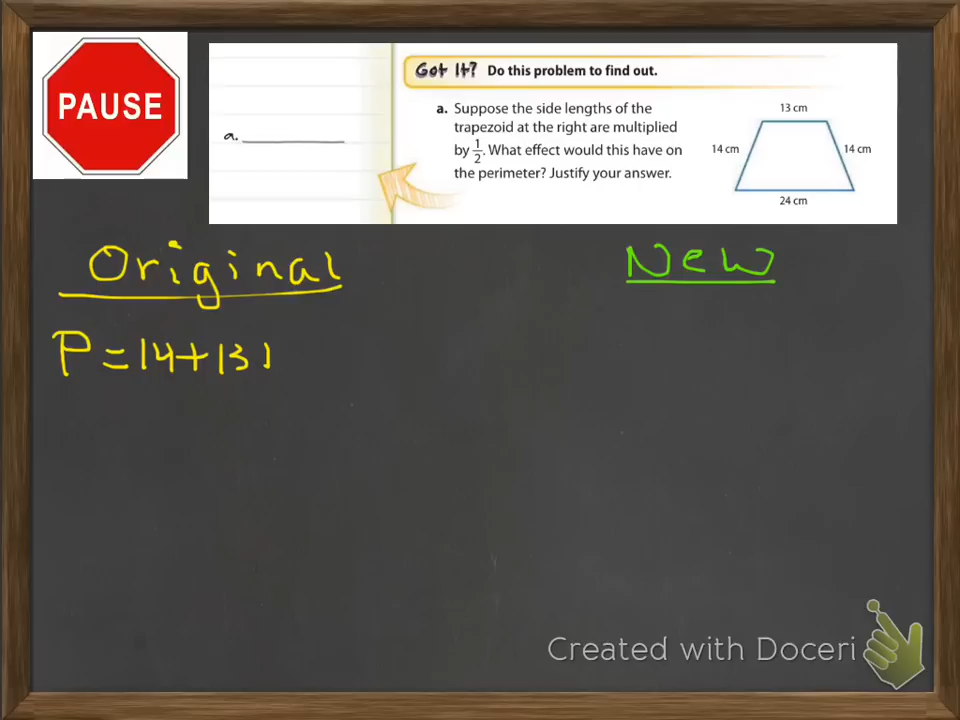 PAUSE
a.
Got It? Do this problem to find out.
a. Suppose the side lengths of the
trapezoid at the right are multiplied
by 1/2. What effect would this have on
the perimeter? Justify your answer.
13 cm
14 cm
14 cm
24 cm
Original
New
P=14+13
Created with Doceri